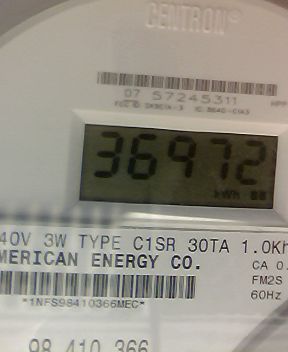 CENTRON®
07 57245311
36972
kWh
40V 3W TYPE C1SR 30TA 1.0Kh
MERICAN ENERGY CO.
CA 0.
FM2S
*1NFS98410366MEC*
60Hz
98 410 366